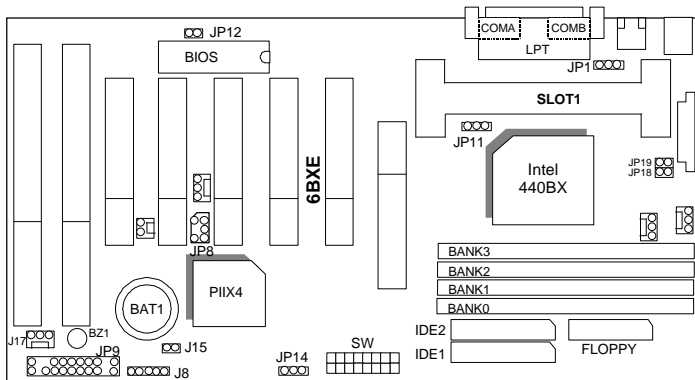 JP12
BIOS
COMA
COMB
LPT
JP1
SLOT1
JP11
Intel
440BX
JP19
JP18
6BXE
JP8
PIIX4
BAT1
BANK3
BANK2
BANK1
BANK0
J17
BZ1
JP9
J15
J8
JP14
SW
IDE2
IDE1
FLOPPY